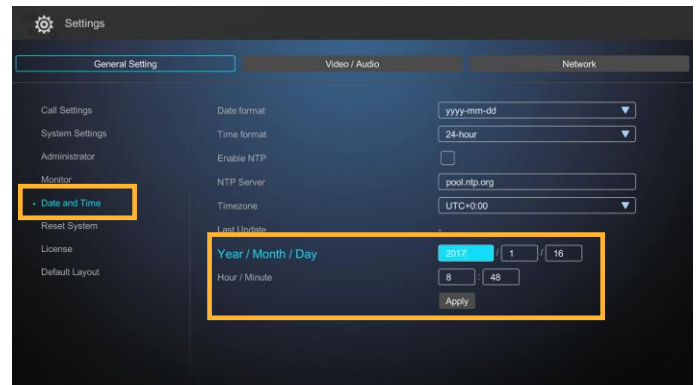 Settings
General Setting
Video / Audio
Network
Call Settings
System Settings
Administrator
Monitor
Date and Time
Reset System
License
Default Layout
Date format yyyy-mm-dd
Time format 24-hour
Enable NTP
NTP Server pool.ntp.org
Timezone UTC+0:00
Last Update -
Year / Month / Day 2017 / 1 / 16
Hour / Minute 8 : 48
Apply